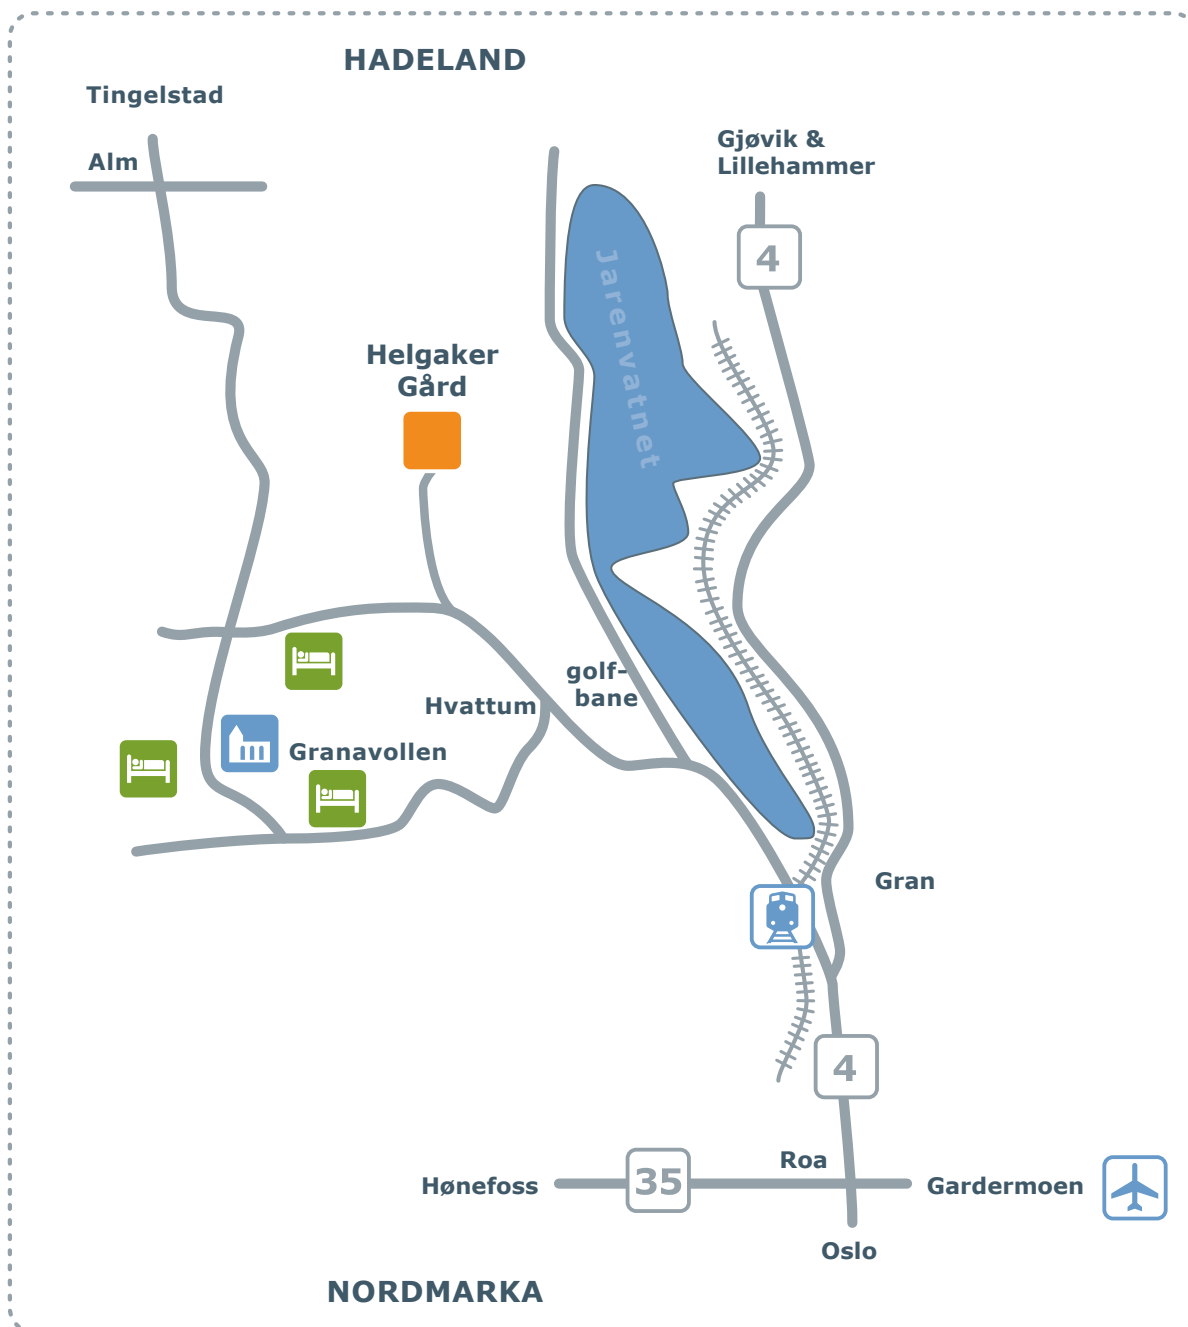 HADELAND
Tingelstad
Alm
Gjøvik &
Lillehammer
4
Jarenvatnet
Helgaker
Gård
golf-
bane
Hvattum
Granavollen
Gran
4
Roa
Hønefoss
35
Gardermoen
Oslo
NORDMARKA